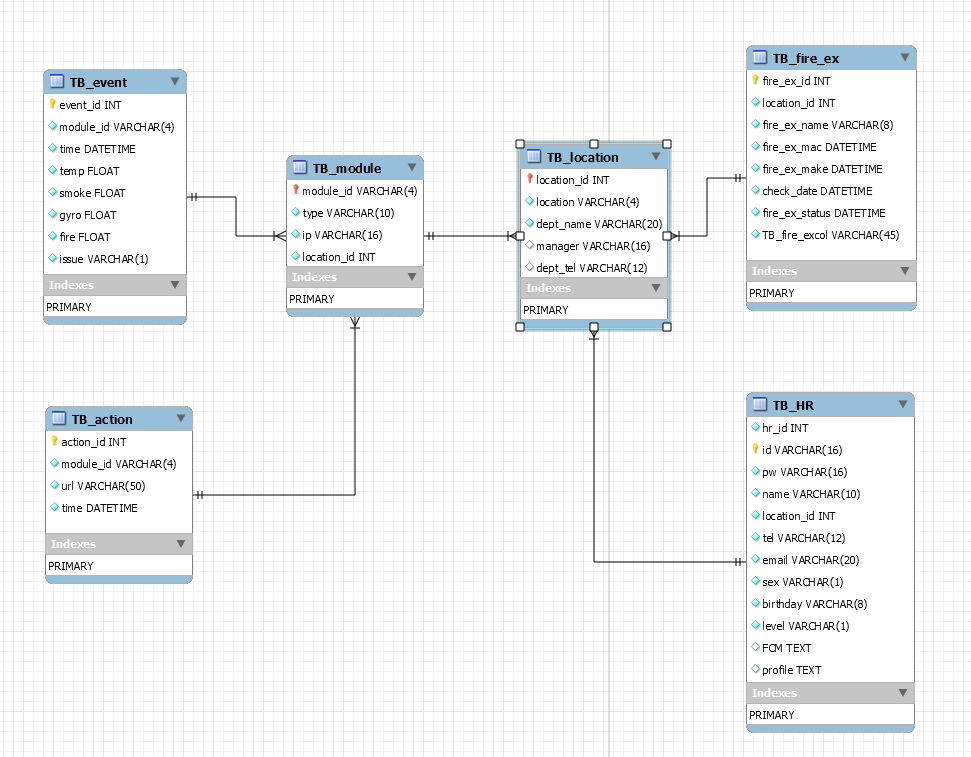 TB_event
event_id INT
module_id VARCHAR(4)
time DATETIME
temp FLOAT
smoke FLOAT
gyro FLOAT
fire FLOAT
issue VARCHAR(1)
Indexes
PRIMARY
TB_module
module_id VARCHAR(4)
type VARCHAR(10)
ip VARCHAR(16)
location_id INT
Indexes
PRIMARY
TB_location
location_id INT
location VARCHAR(4)
dept_name VARCHAR(20)
manager VARCHAR(16)
dept_tel VARCHAR(12)
Indexes
PRIMARY
TB_fire_ex
fire_ex_id INT
location_id INT
fire_ex_name VARCHAR(8)
fire_ex_mac DATETIME
fire_ex_make DATETIME
check_date DATETIME
fire_ex_status DATETIME
TB_fire_excol VARCHAR(45)
Indexes
PRIMARY
TB_action
action_id INT
module_id VARCHAR(4)
url VARCHAR(50)
time DATETIME
Indexes
PRIMARY
TB_HR
hr_id INT
id VARCHAR(16)
pw VARCHAR(16)
name VARCHAR(10)
location_id INT
tel VARCHAR(12)
email VARCHAR(20)
sex VARCHAR(1)
birthday VARCHAR(8)
level VARCHAR(1)
FCM TEXT
profile TEXT
Indexes
PRIMARY